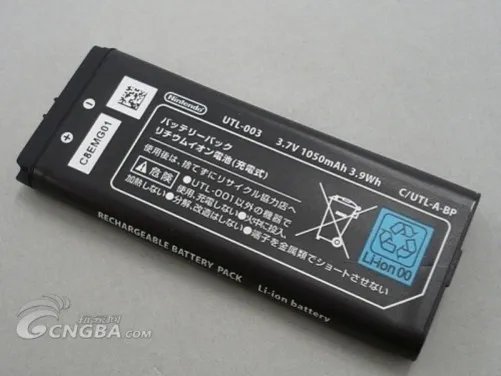 Nintendo
UTL-003
3.7V 1050mAh 3.9Wh
C/UTL-A-BP
C8EMG01
バッテリーパック
リチウムイオン電池(充電式)
使用後は、捨てずにリサイクル協力店へ
●UTL-001以外の機器で
使用、充電しない●火中に投入、
加熱しない●分解、改造はしない●端子を金属類でショートさせない
Li-ion 00
RECHARGEABLE BATTERY PACK
Li-ion battery
CNGBA.com